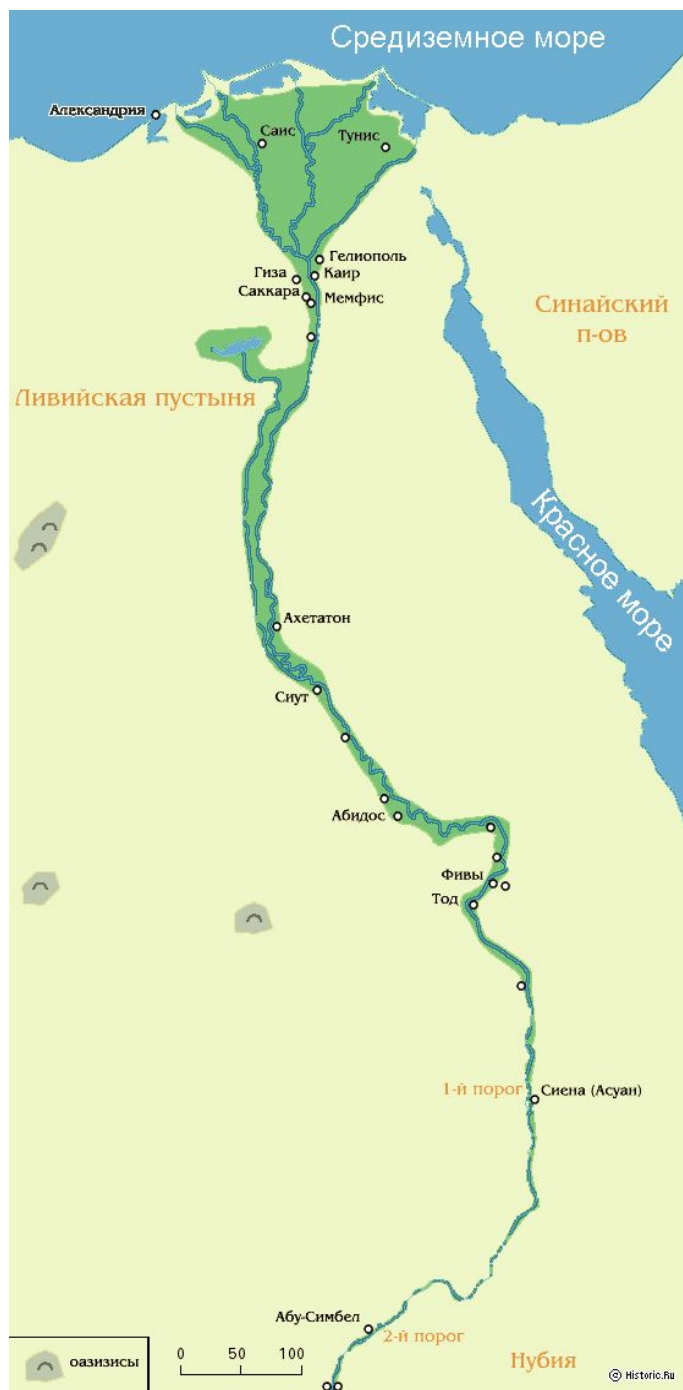 Средиземное море
Александрия
Саис
Тунис
Гелиополь
Гиза
Каир
Саккара
Мемфис
Синайский
п-ов
Ливийская пустыня
Красное море
Ахетатон
Сиут
Абидос
Фивы
Тод
1-й порог
Сиена (Асуан)
Абу-Симбел
2-й порог
оазизисы
0 50 100
Нубия
© Historic.Ru